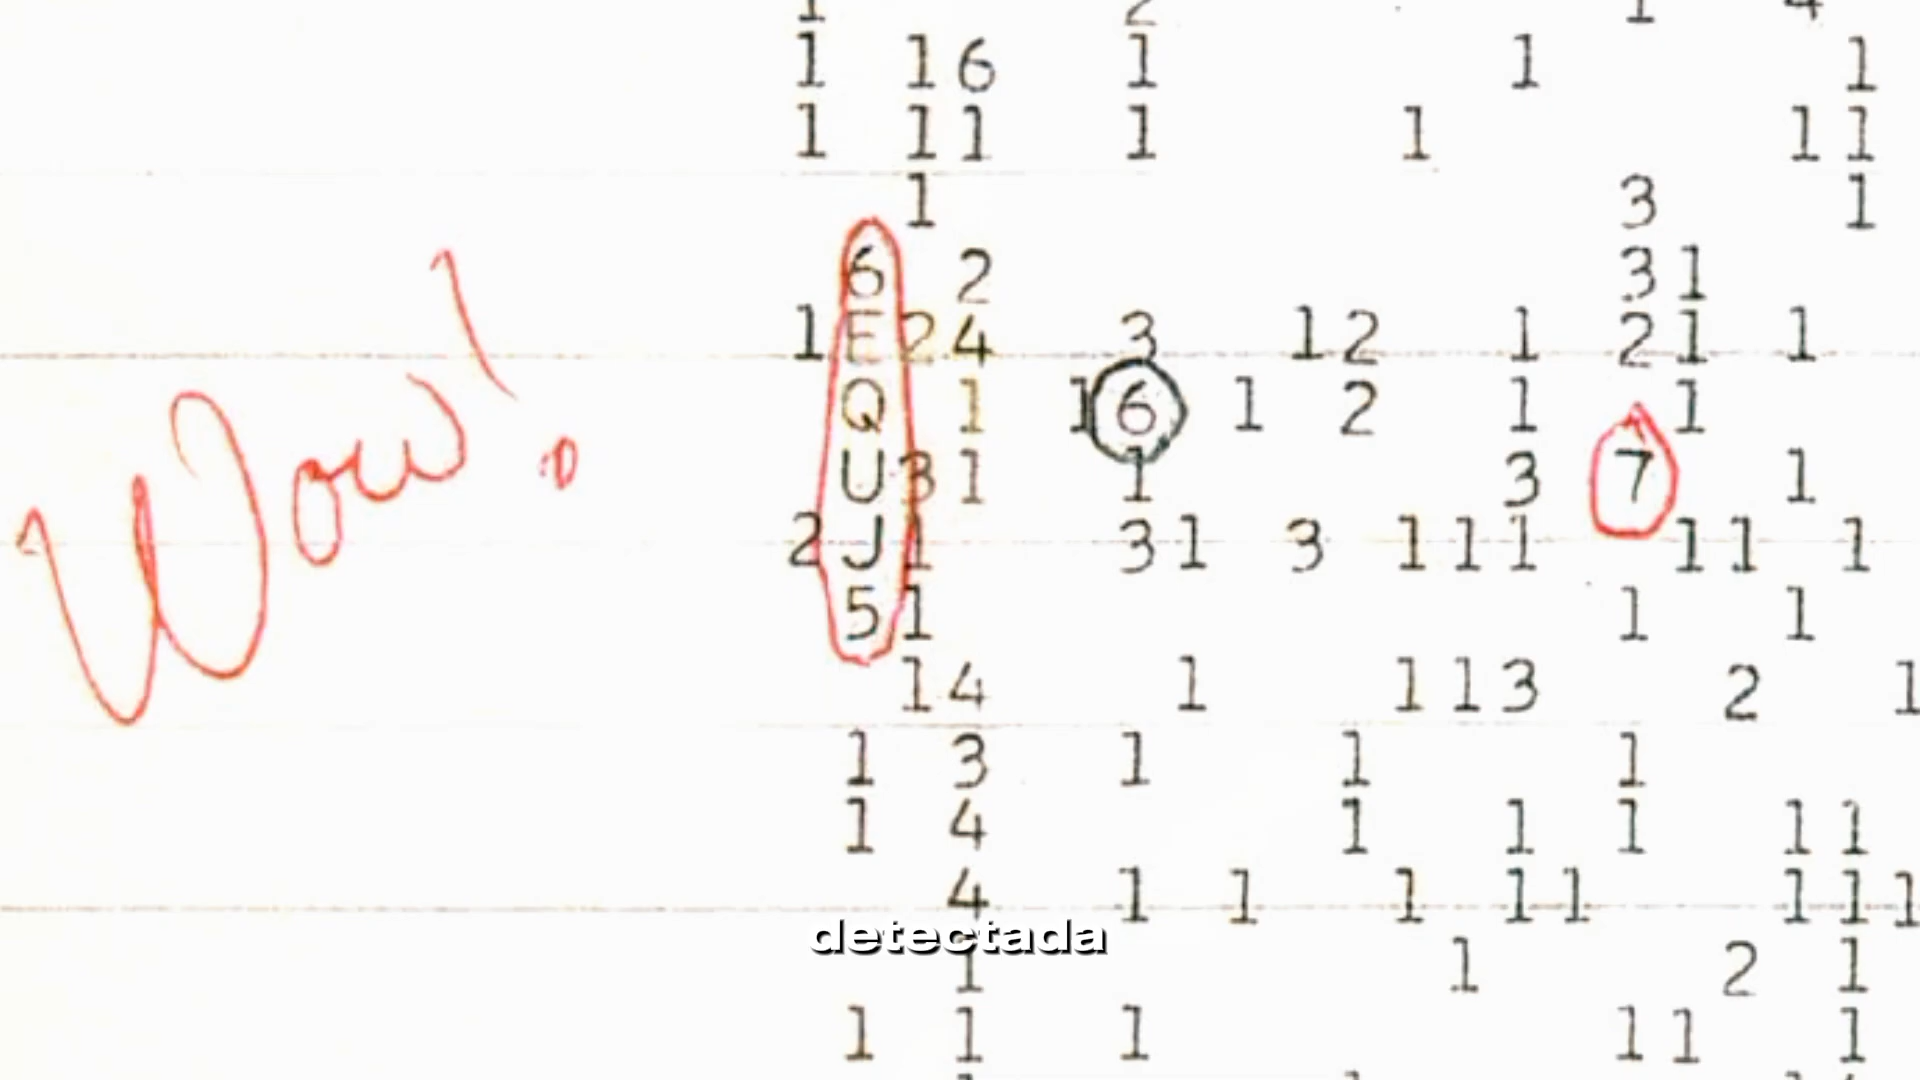 1 2 1 4
1 16 1 1 1
1 11 1 1 11
1 3 1
6 2 31
1E24 3 12 1 21 1
Q 1 16 1 2 1 1
U31 1 3 7 1
2J1 31 3 111 11 1
51 1 1
14 1 113 2 1
1 3 1 1 1
1 4 1 1 1 11
4 1 1 1 11 111
1 1 2 1
1 1 1 11 1
Wow!
detectada